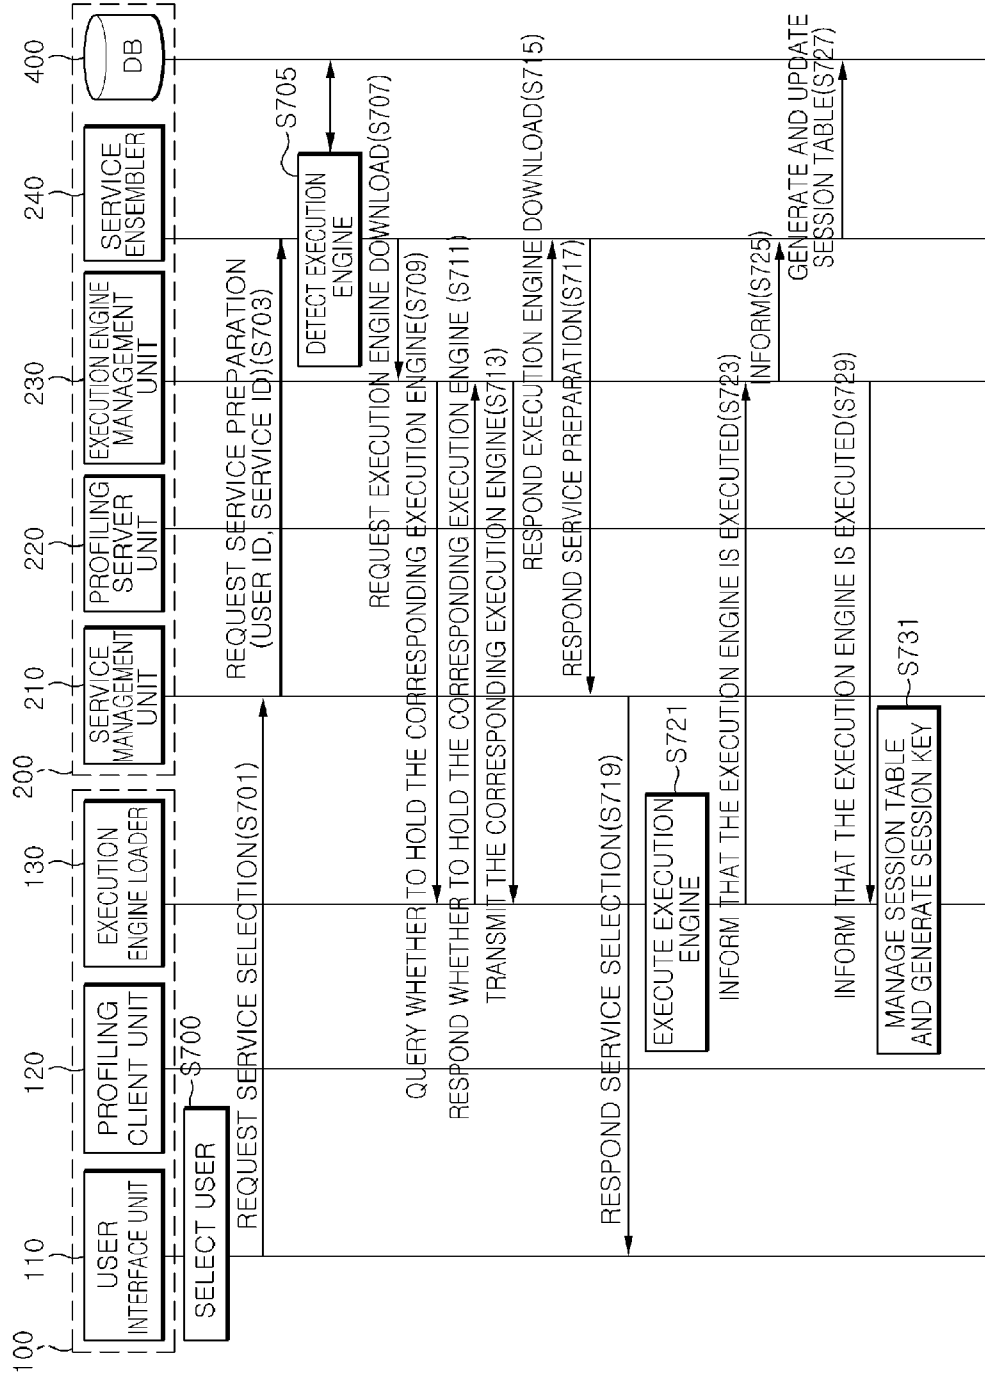 100
110
120
130
200
210
220
230
240
400
USER
INTERFACE UNIT
PROFILING
CLIENT UNIT
EXECUTION
ENGINE LOADER
SERVICE
MANAGEMENT
UNIT
PROFILING
SERVER
UNIT
EXECUTION ENGINE
MANAGEMENT
UNIT
SERVICE
ENSEMBLER
DB
SELECT USER
S700
REQUEST SERVICE SELECTION(S701)
REQUEST SERVICE PREPARATION
(USER ID, SERVICE ID)(S703)
DETECT EXECUTION
ENGINE
S705
REQUEST EXECUTION ENGINE DOWNLOAD(S707)
QUERY WHETHER TO HOLD THE CORRESPONDING EXECUTION ENGINE(S709)
RESPOND WHETHER TO HOLD THE CORRESPONDING EXECUTION ENGINE (S711)
TRANSMIT THE CORRESPONDING EXECUTION ENGINE(S713)
RESPOND EXECUTION ENGINE DOWNLOAD(S715)
RESPOND SERVICE PREPARATION(S717)
RESPOND SERVICE SELECTION(S719)
EXECUTE EXECUTION
ENGINE
S721
INFORM THAT THE EXECUTION ENGINE IS EXECUTED(S723)
INFORM(S725)
GENERATE AND UPDATE
SESSION TABLE(S727)
INFORM THAT THE EXECUTION ENGINE IS EXECUTED(S729)
MANAGE SESSION TABLE
AND GENERATE SESSION KEY
S731